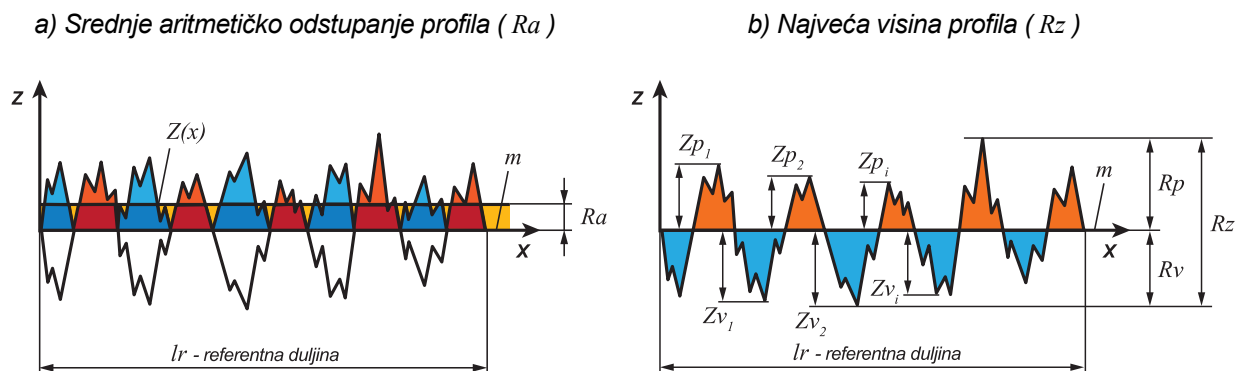 a) Srednje aritmetičko odstupanje profila ( Ra )
z
Z(x)
m
Ra
x
lr - referentna duljina
b) Najveća visina profila ( Rz )
z
Zp1
Zp2
Zpi
m
Rp
Rz
x
Rv
Zv1
Zv2
Zvi
lr - referentna duljina